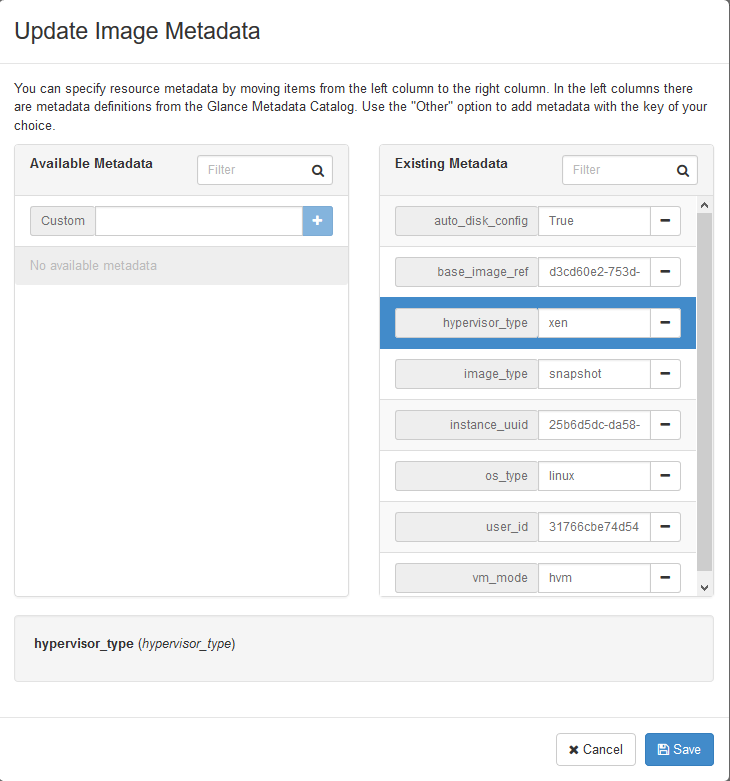 Update Image Metadata
You can specify resource metadata by moving items from the left column to the right column. In the left columns there
are metadata definitions from the Glance Metadata Catalog. Use the "Other" option to add metadata with the key of your
choice.
Available Metadata Filter
Custom
No available metadata
Existing Metadata Filter
auto_disk_config True
base_image_ref d3cd60e2-753d-
hypervisor_type xen
image_type snapshot
instance_uuid 25b6d5dc-da58-
os_type linux
user_id 31766cbe74d54
vm_mode hvm
hypervisor_type (hypervisor_type)
Cancel Save